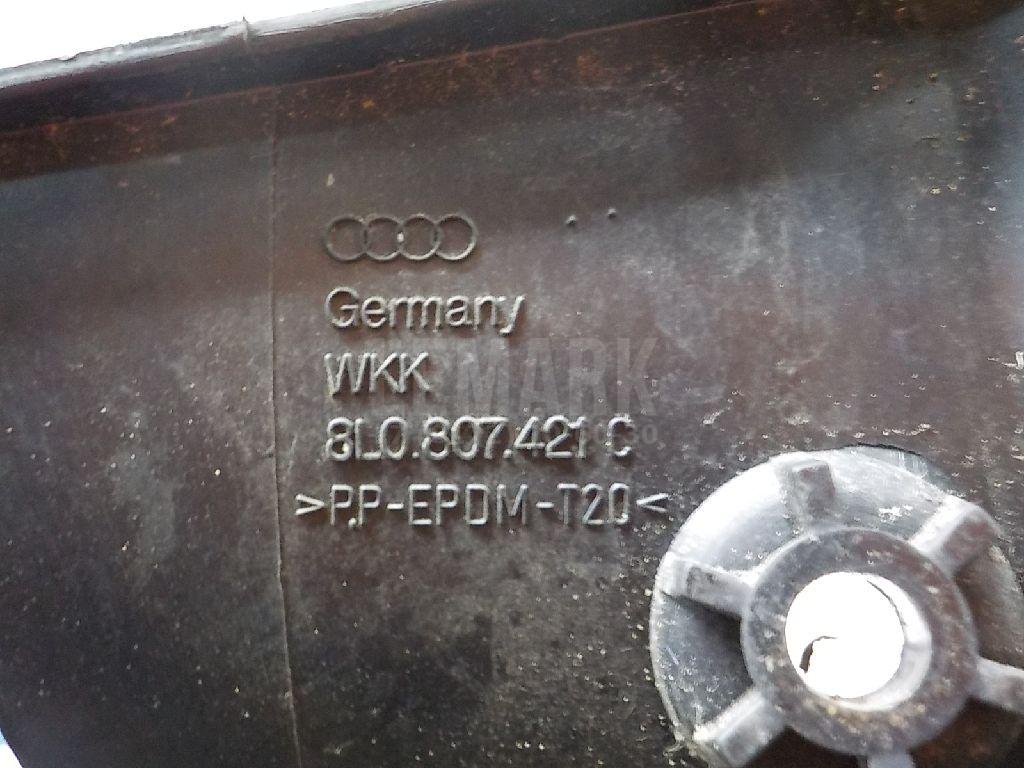 Germany
WKK
8L0.807.421 C
>P.P-EPDM-T20<